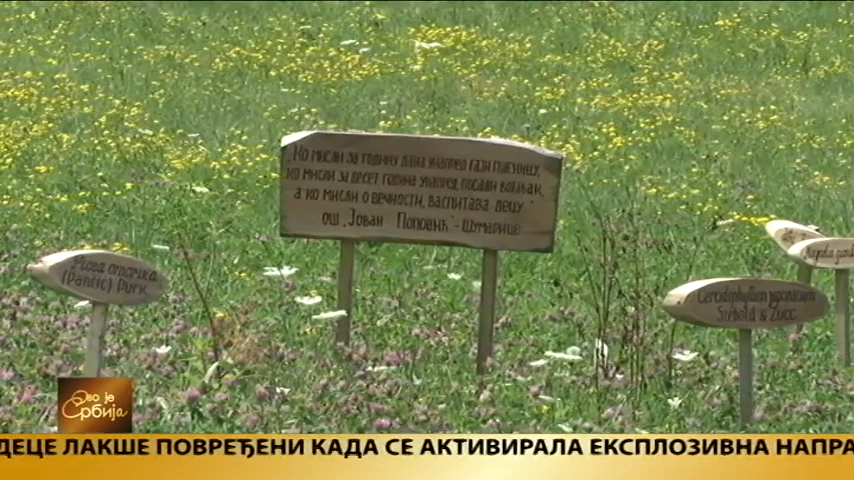 „Ко мисли за годину дана унапред гаји пшеницу,
ко мисли за десет година унапред посади воћњак,
а ко мисли о вечности, васпитава децу“
ош „Јован Поповић“ - Шумарице
Picea omorika
(Pančić) Purk.
Cercidiphyllum japonicum
Siebold & Zucc
Ово је
Србија
ДЕЦЕ ЛАКШЕ ПОВРЕЂЕНИ КАДА СЕ АКТИВИРАЛА ЕКСПЛОЗИВНА НАПРА